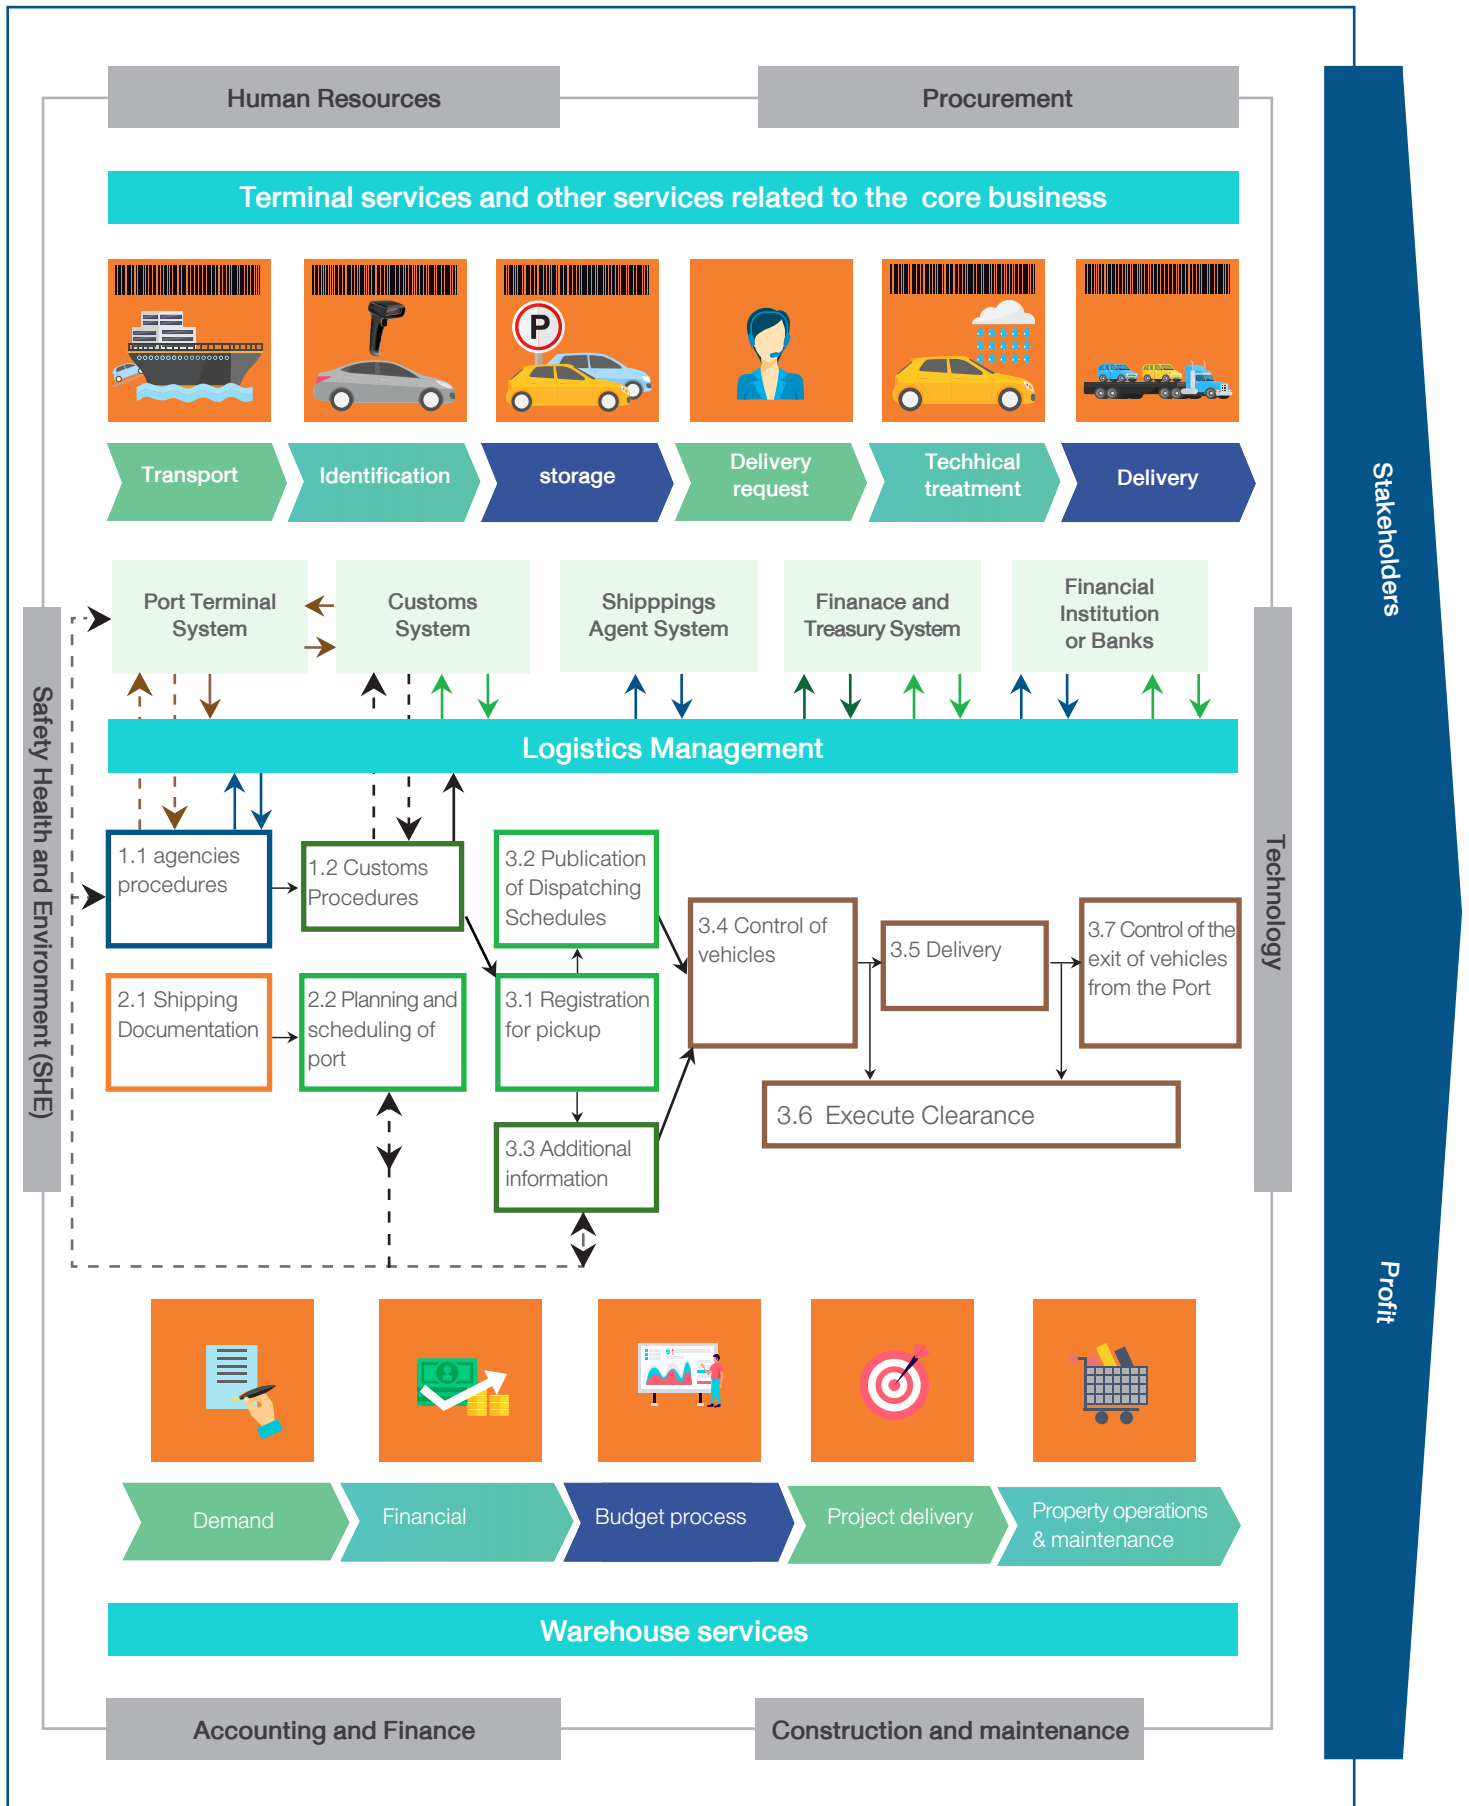 Human Resources
Procurement
Terminal services and other services related to the core business
P
Transport
Identification
storage
Delivery
request
Techhical
treatment
Delivery
Port Terminal
System
Customs
System
Shipppings
Agent System
Finanace and
Treasury System
Financial
Institution
or Banks
Logistics Management
Safety Health and Environment (SHE)
Technology
Stakeholders
Profit
1.1 agencies
procedures
1.2 Customs
Procedures
3.2 Publication
of Dispatching
Schedules
3.4 Control of
vehicles
3.5 Delivery
3.7 Control of the
exit of vehicles
from the Port
2.1 Shipping
Documentation
2.2 Planning and
scheduling of
port
3.1 Registration
for pickup
3.6 Execute Clearance
3.3 Additional
information
Demand
Financial
Budget process
Project delivery
Property operations
& maintenance
Warehouse services
Accounting and Finance
Construction and maintenance